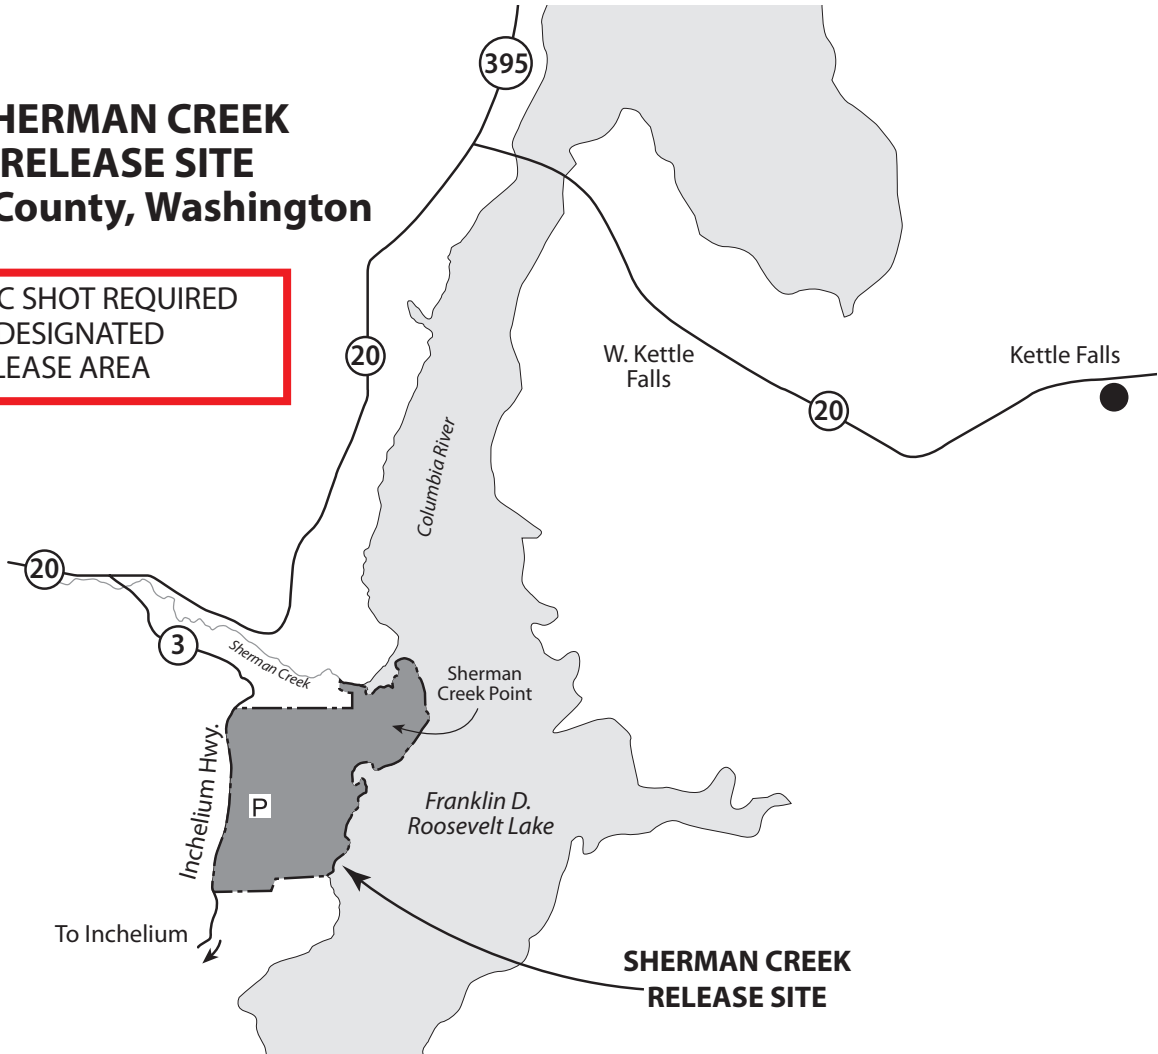 395
HERMAN CREEK
RELEASE SITE
County, Washington
C SHOT REQUIRED
DESIGNATED
LEASE AREA
20
W. Kettle
Falls
Kettle Falls
20
Columbia River
20
3
Sherman Creek
Sherman
Creek Point
Inchelium Hwy.
P
Franklin D.
Roosevelt Lake
To Inchelium
SHERMAN CREEK
RELEASE SITE